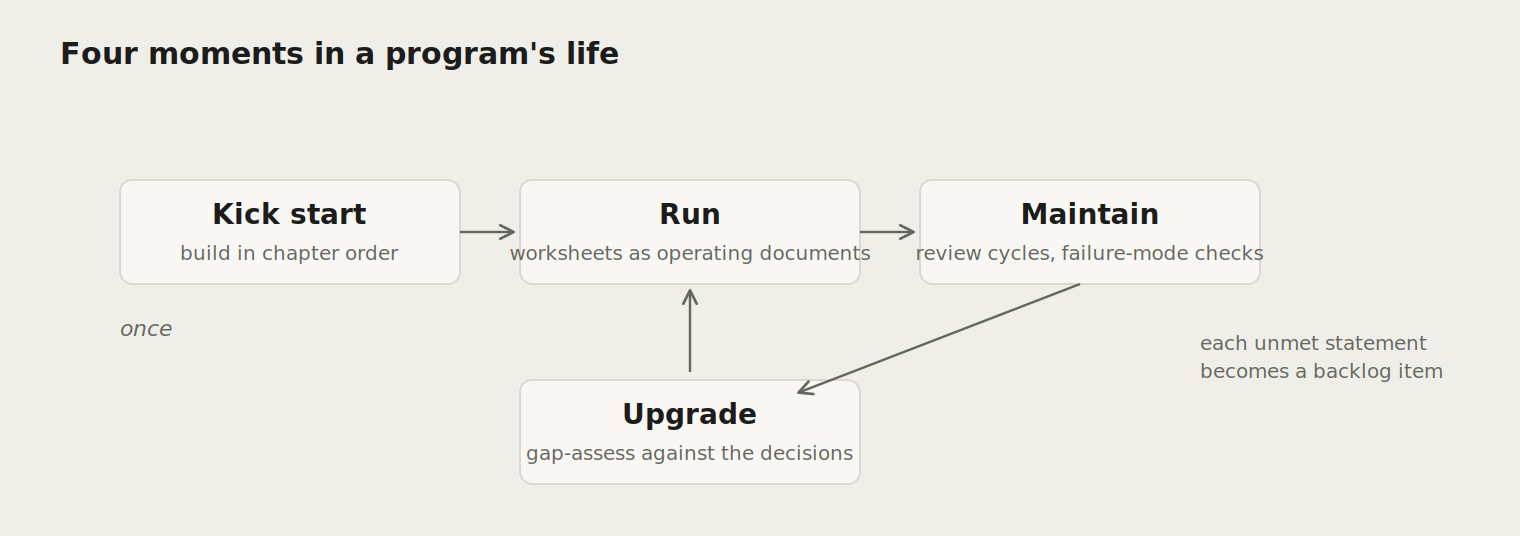 Four moments in a program's life
Kick start
build in chapter order
Run
worksheets as operating documents
Maintain
review cycles, failure-mode checks
once
each unmet statement
becomes a backlog item
Upgrade
gap-assess against the decisions